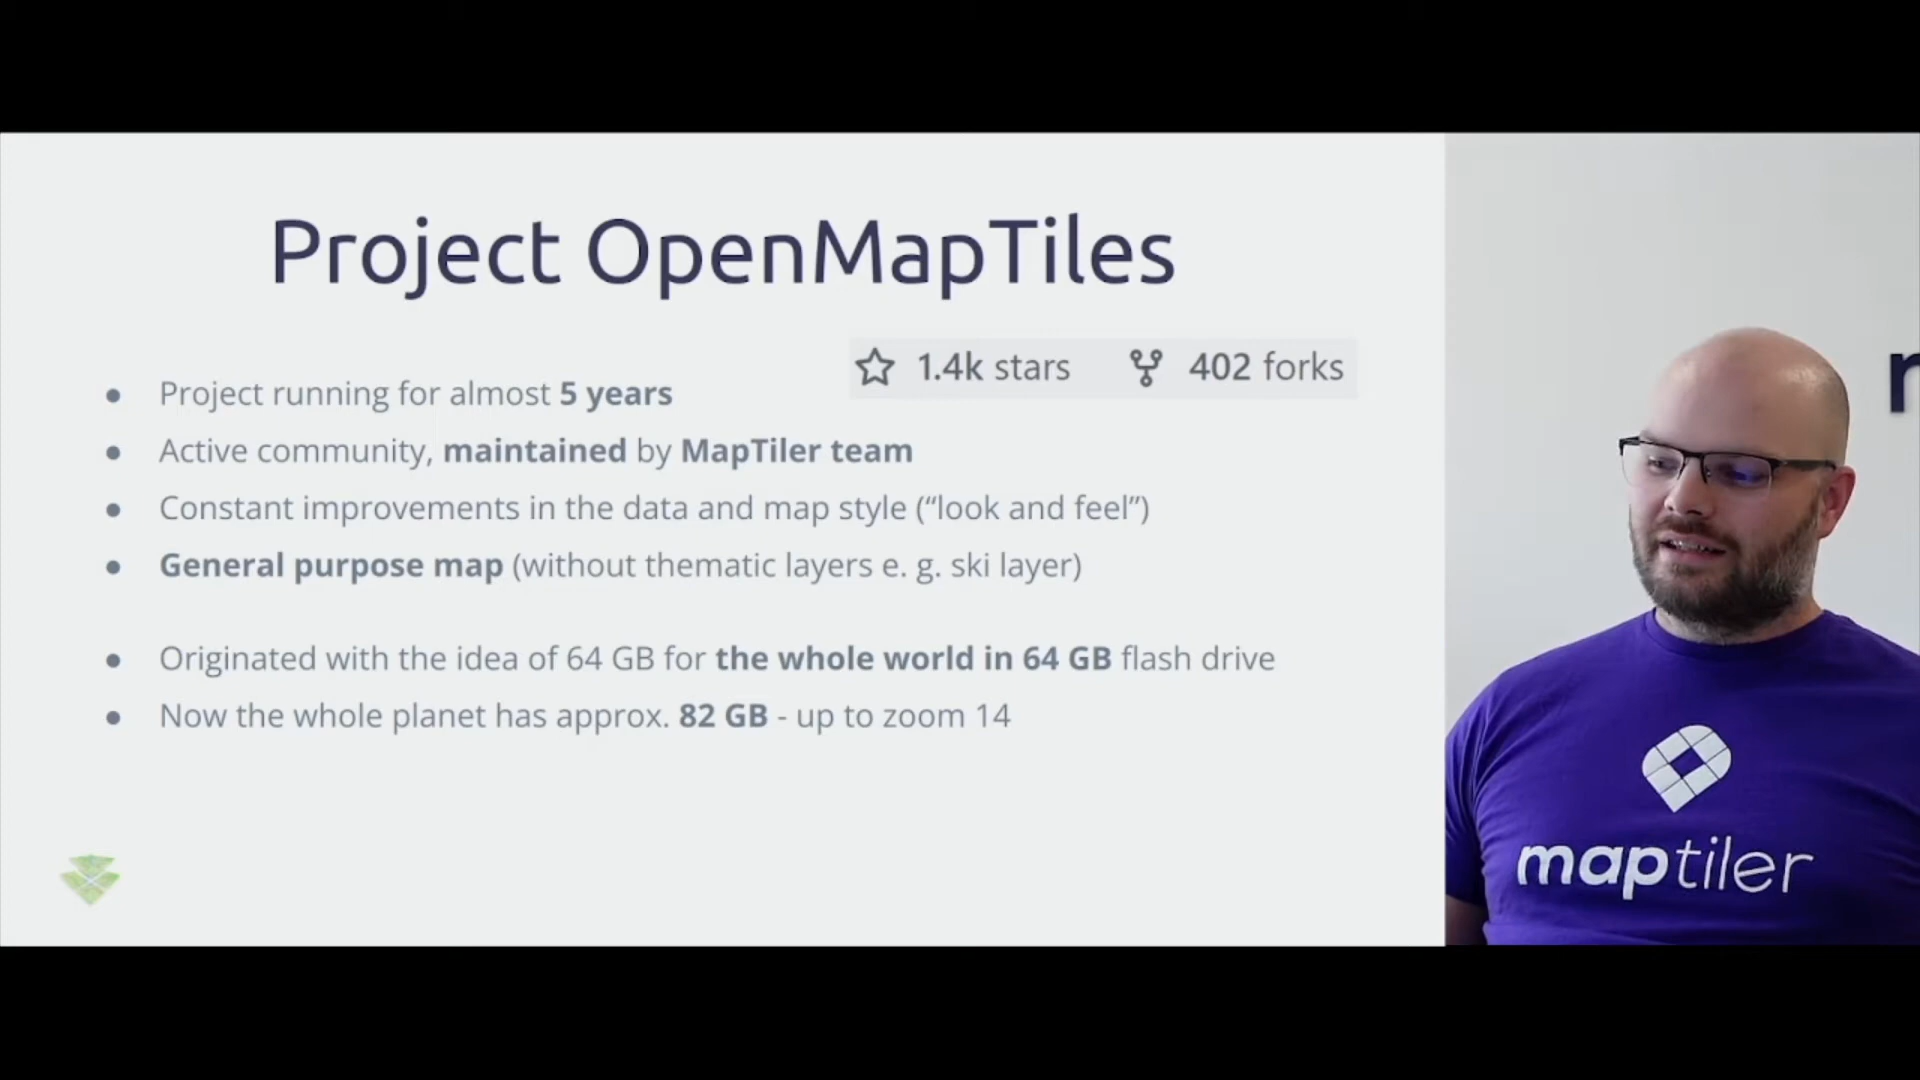 Project OpenMapTiles
1.4k stars 402 forks
● Project running for almost 5 years
● Active community, maintained by MapTiler team
● Constant improvements in the data and map style (“look and feel”)
● General purpose map (without thematic layers e. g. ski layer)
● Originated with the idea of 64 GB for the whole world in 64 GB flash drive
● Now the whole planet has approx. 82 GB - up to zoom 14
maptiler